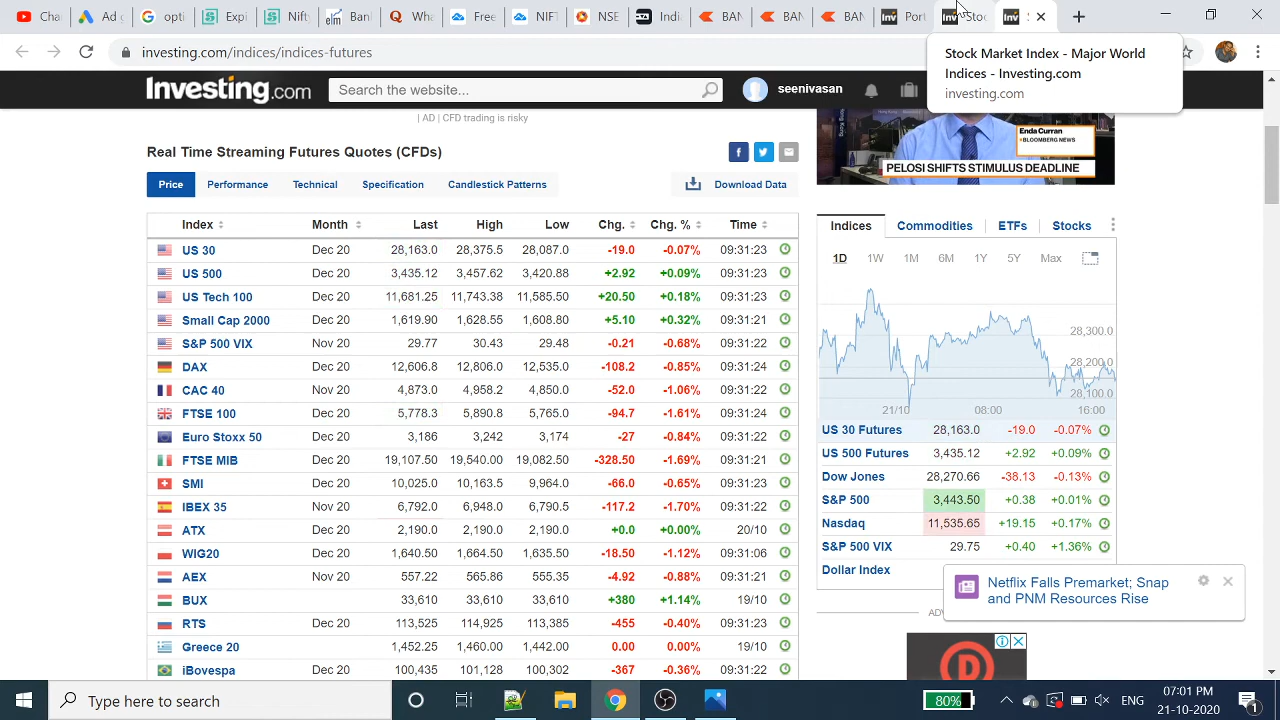 Ch
opt
G
S
S
Bar
Que
Free
NIF
NSE
Indi
BAN
BAN
BAN
Inv
Inv
Sto
Inv
S
investing.com/indices/indices-futures
Stock Market Index - Major World
Indices - Investing.com
investing.com
Investing.com
Search the website...
seenivasan
| AD | CFD trading is risky
Real Time Streaming Futures Quotes (CFDs)
Price Performance Technical Specification Candlestick Patterns Download Data
Index Month Last High Low Chg. Chg. % Time
US 30 Dec 20 28,163.0 28,375.5 28,087.0 -19.0 -0.07% 09:31:23
US 500 Dec 20 3,435.12 3,457.62 3,420.88 +2.92 +0.09% 09:31:23
US Tech 100 Dec 20 11,681.25 11,743.38 11,585.50 +20.50 +0.18% 09:31:23
Small Cap 2000 Dec 20 1,619.90 1,628.55 1,608.80 +5.10 +0.32% 09:31:21
S&P 500 VIX Dec 20 29.77 30.43 29.48 -0.21 -0.68% 09:31:22
DAX Dec 20 12,606.8 12,806.0 12,535.0 -108.2 -0.85% 09:31:24
CAC 40 Nov 20 4,873.0 4,958.2 4,850.0 -52.0 -1.06% 09:31:22
FTSE 100 Dec 20 5,778.3 5,890.8 5,765.0 -94.7 -1.61% 09:31:24
Euro Stoxx 50 Dec 20 3,186 3,242 3,174 -27 -0.84% 09:31:22
FTSE MIB Dec 20 19,107.50 19,540.00 19,082.50 -328.50 -1.69% 09:31:22
SMI Dec 20 10,025.0 10,163.5 9,964.0 -66.0 -0.65% 09:31:23
IBEX 35 Nov 20 6,792.0 6,948.0 6,790.5 -117.2 -1.70% 09:31:22
ATX Dec 20 2,190.0 2,190.0 2,190.0 +0.0 +0.00% 20/10
WIG20 Dec 20 1,640.50 1,664.50 1,635.50 -18.50 -1.12% 09:31:06
AEX Nov 20 557.22 565.86 555.35 -4.92 -0.88% 09:31:21
BUX Dec 20 33,610 33,610 33,610 +380 +1.14% 19/10
RTS Dec 20 113,525 114,925 113,385 -455 -0.40% 09:31:23
Greece 20 1,452.25 1,460.00 1,442.00 0.00 0.00% 19/10
iBovespa Dec 20 100,435 101,128 100,302 -367 -0.36% 09:31:22
Enda Curran
BLOOMBERG NEWS
PELOSI SHIFTS STIMULUS DEADLINE
Indices Commodities ETFs Stocks
1D 1W 1M 6M 1Y 5Y Max
28,300.0
28,200.0
28,100.0
21/10 08:00 16:00
US 30 Futures 28,163.0 -19.0 -0.07%
US 500 Futures 3,435.12 +2.92 +0.09%
Dow Jones 28,270.66 -38.13 -0.13%
S&P 500 3,443.50 +0.38 +0.01%
Nasdaq 11,535.65 +19.15 +0.17%
S&P 500 VIX 29.75 +0.40 +1.36%
Dollar Index
Netflix Falls Premarket; Snap
and PNM Resources Rise
D
Type here to search
80%
ENG
07:01 PM
21-10-2020
1